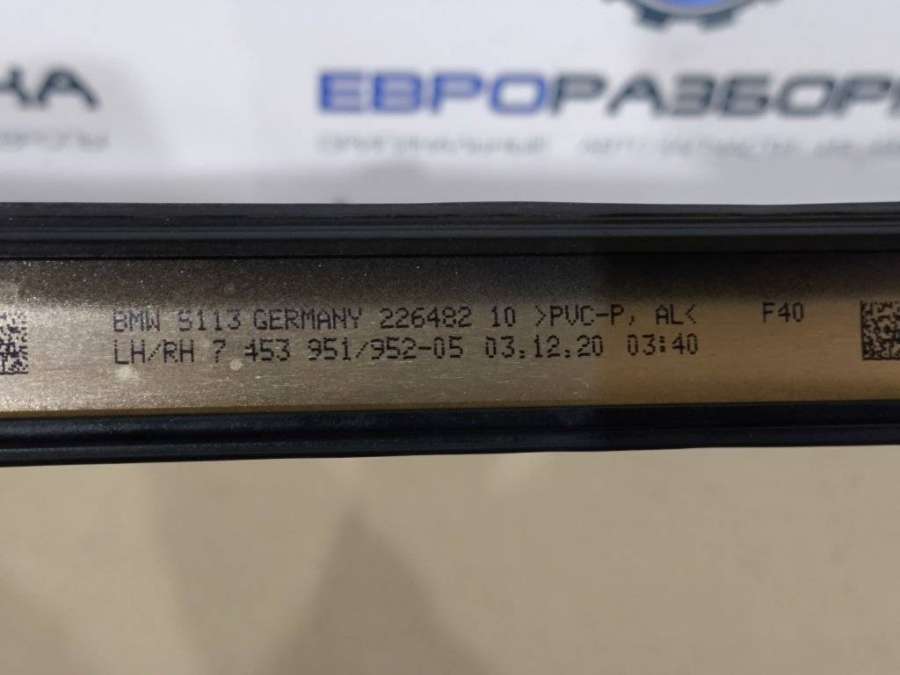 ЕВРОРАЗБОР
BMW S113 GERMANY 226482 10 >PVC-P, AL< F40
LH/RH 7 453 951/952-05 03.12.20 03:40